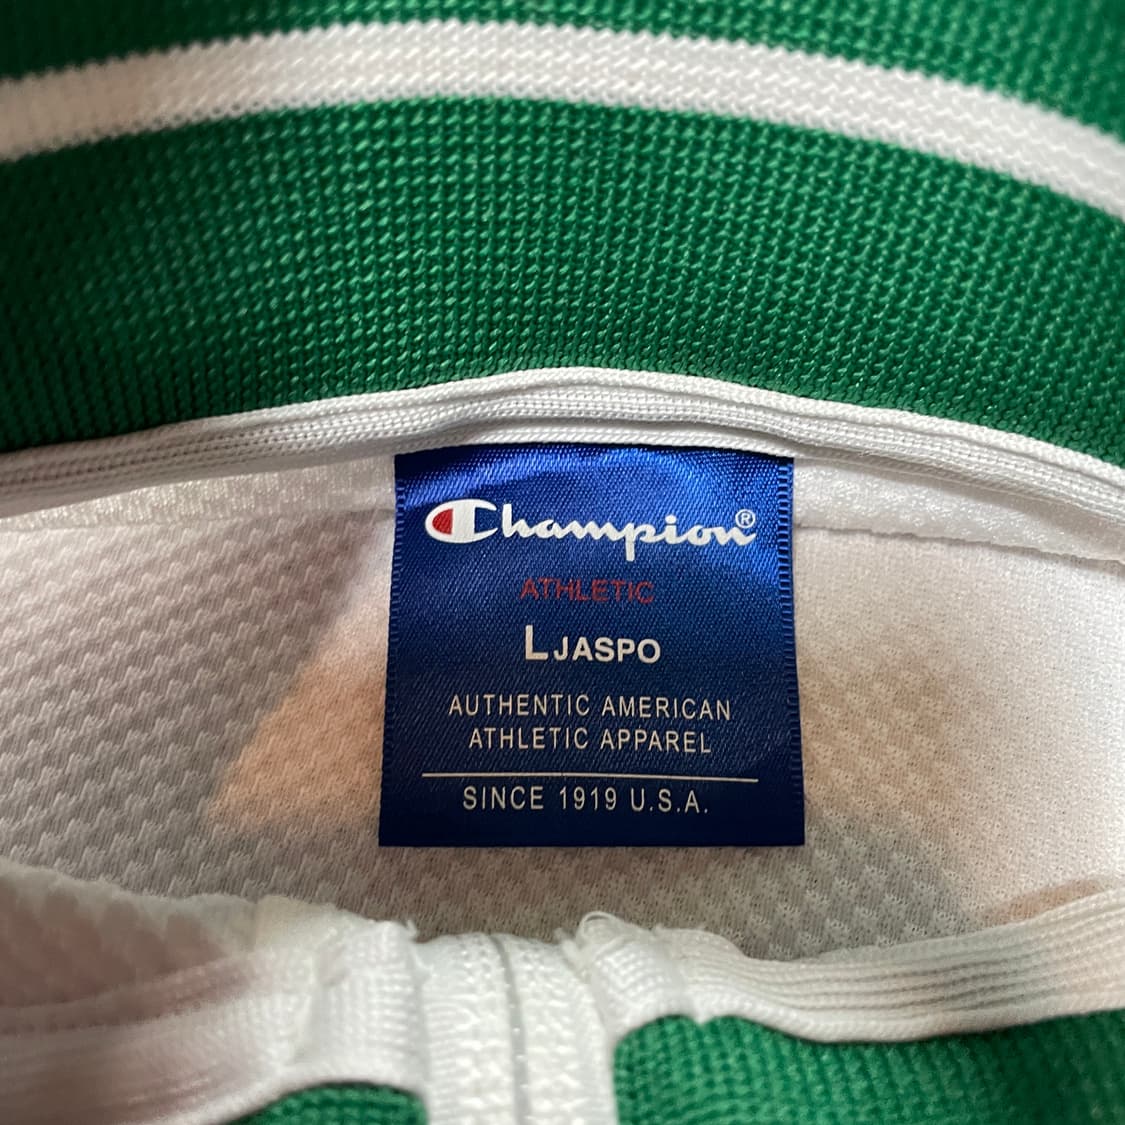 Champion®
ATHLETIC
L JASPO
AUTHENTIC AMERICAN
ATHLETIC APPAREL
SINCE 1919 U.S.A.